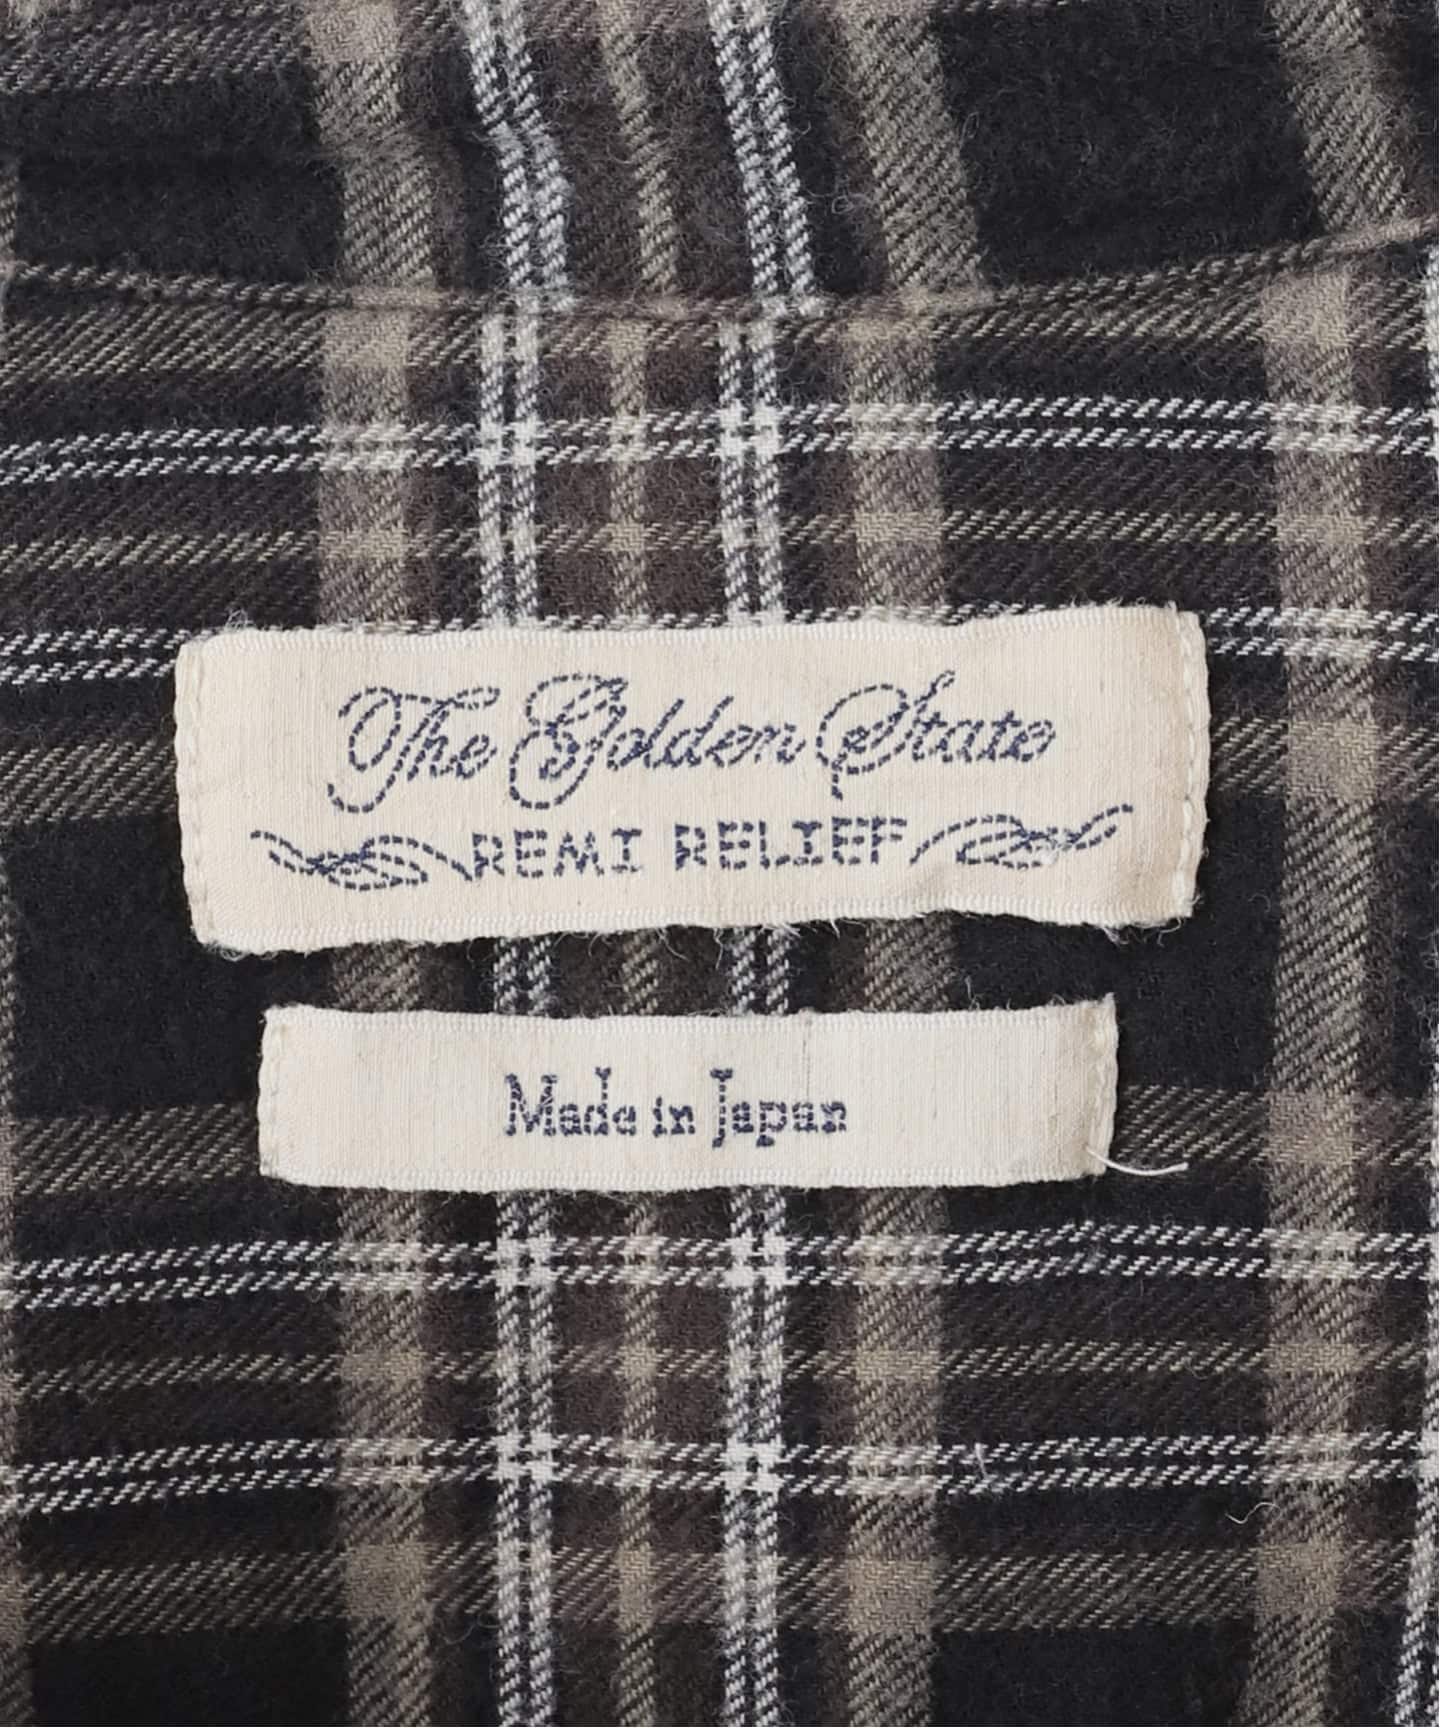 The Golden State
REMI RELIEF
Made in Japan